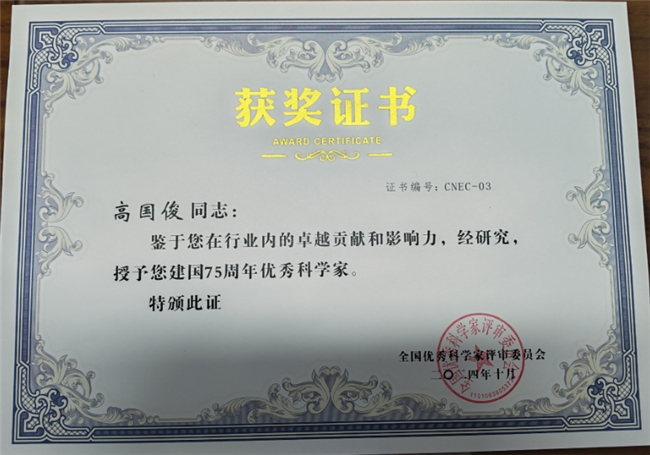 获奖证书
AWARD CERTIFICATE
证书编号：CNEC-03
高国俊 同志：
鉴于您在行业内的卓越贡献和影响力，经研究，
授予您建国75周年优秀科学家。
特颁此证
全国优秀科学家评审委员会
二〇二四年十月